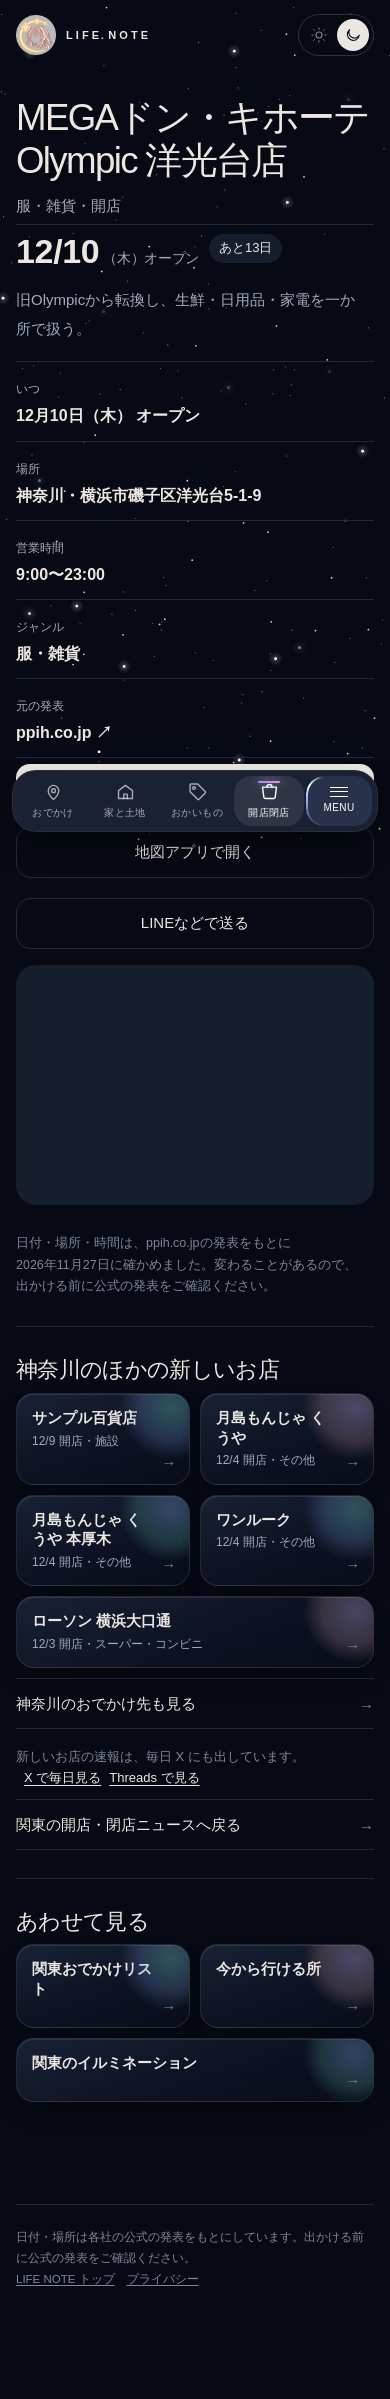 LIFE.NOTE
MEGAドン・キホーテ
Olympic 洋光台店
服・雑貨・開店
12/10 （木）オープン あと13日
旧Olympicから転換し、生鮮・日用品・家電を一か
所で扱う。
いつ
12月10日（木） オープン
場所
神奈川・横浜市磯子区洋光台5-1-9
営業時間
9:00〜23:00
ジャンル
服・雑貨
元の発表
ppih.co.jp ↗
おでかけ 家と土地 おかいもの 開店閉店 MENU
地図アプリで開く
LINEなどで送る
日付・場所・時間は、ppih.co.jpの発表をもとに
2026年11月27日に確かめました。変わることがあるので、
出かける前に公式の発表をご確認ください。
神奈川のほかの新しいお店
サンプル百貨店
12/9 開店・施設
→
月島もんじゃ く
うや
12/4 開店・その他
→
月島もんじゃ く
うや 本厚木
12/4 開店・その他
→
ワンルーク
12/4 開店・その他
→
ローソン 横浜大口通
12/3 開店・スーパー・コンビニ
→
神奈川のおでかけ先も見る →
新しいお店の速報は、毎日 X にも出しています。
X で毎日見る Threads で見る
関東の開店・閉店ニュースへ戻る →
あわせて見る
関東おでかけリス
ト
→
今から行ける所
→
関東のイルミネーション
→
日付・場所は各社の公式の発表をもとにしています。出かける前
に公式の発表をご確認ください。
LIFE NOTE トップ プライバシー